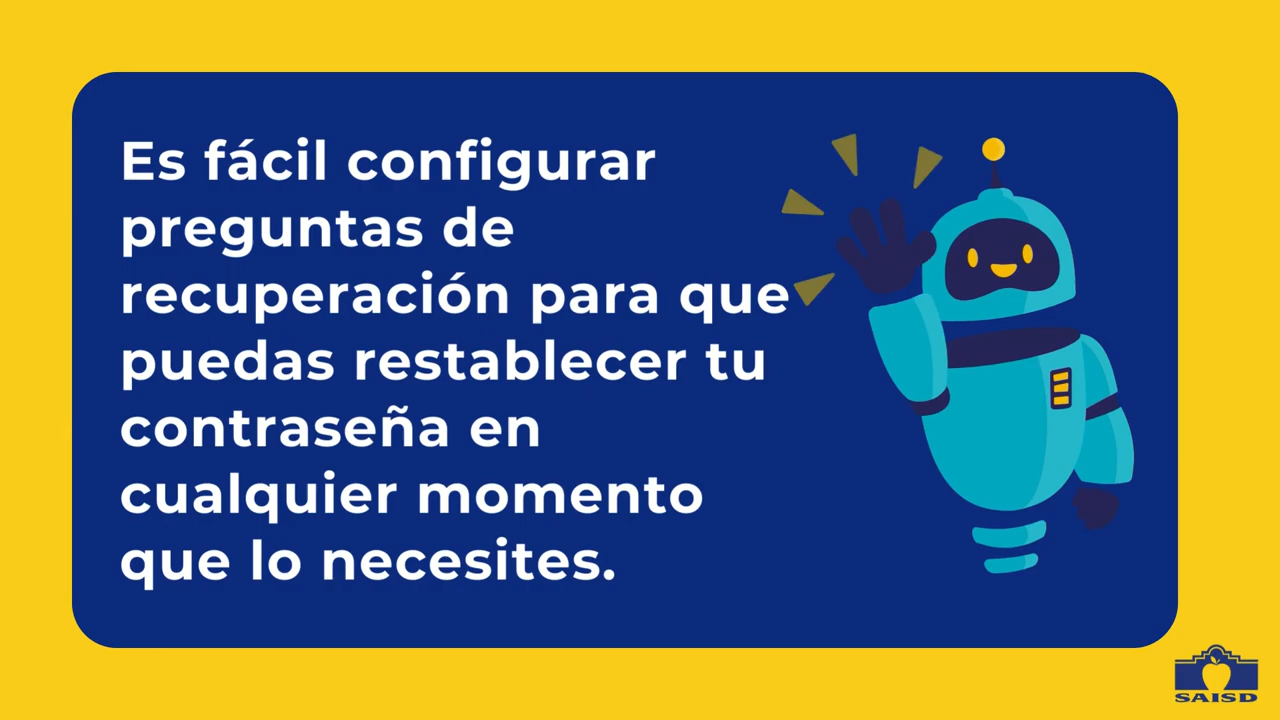 Es fácil configurar
preguntas de
recuperación para que
puedas restablecer tu
contraseña en
cualquier momento
que lo necesites.
SAISD